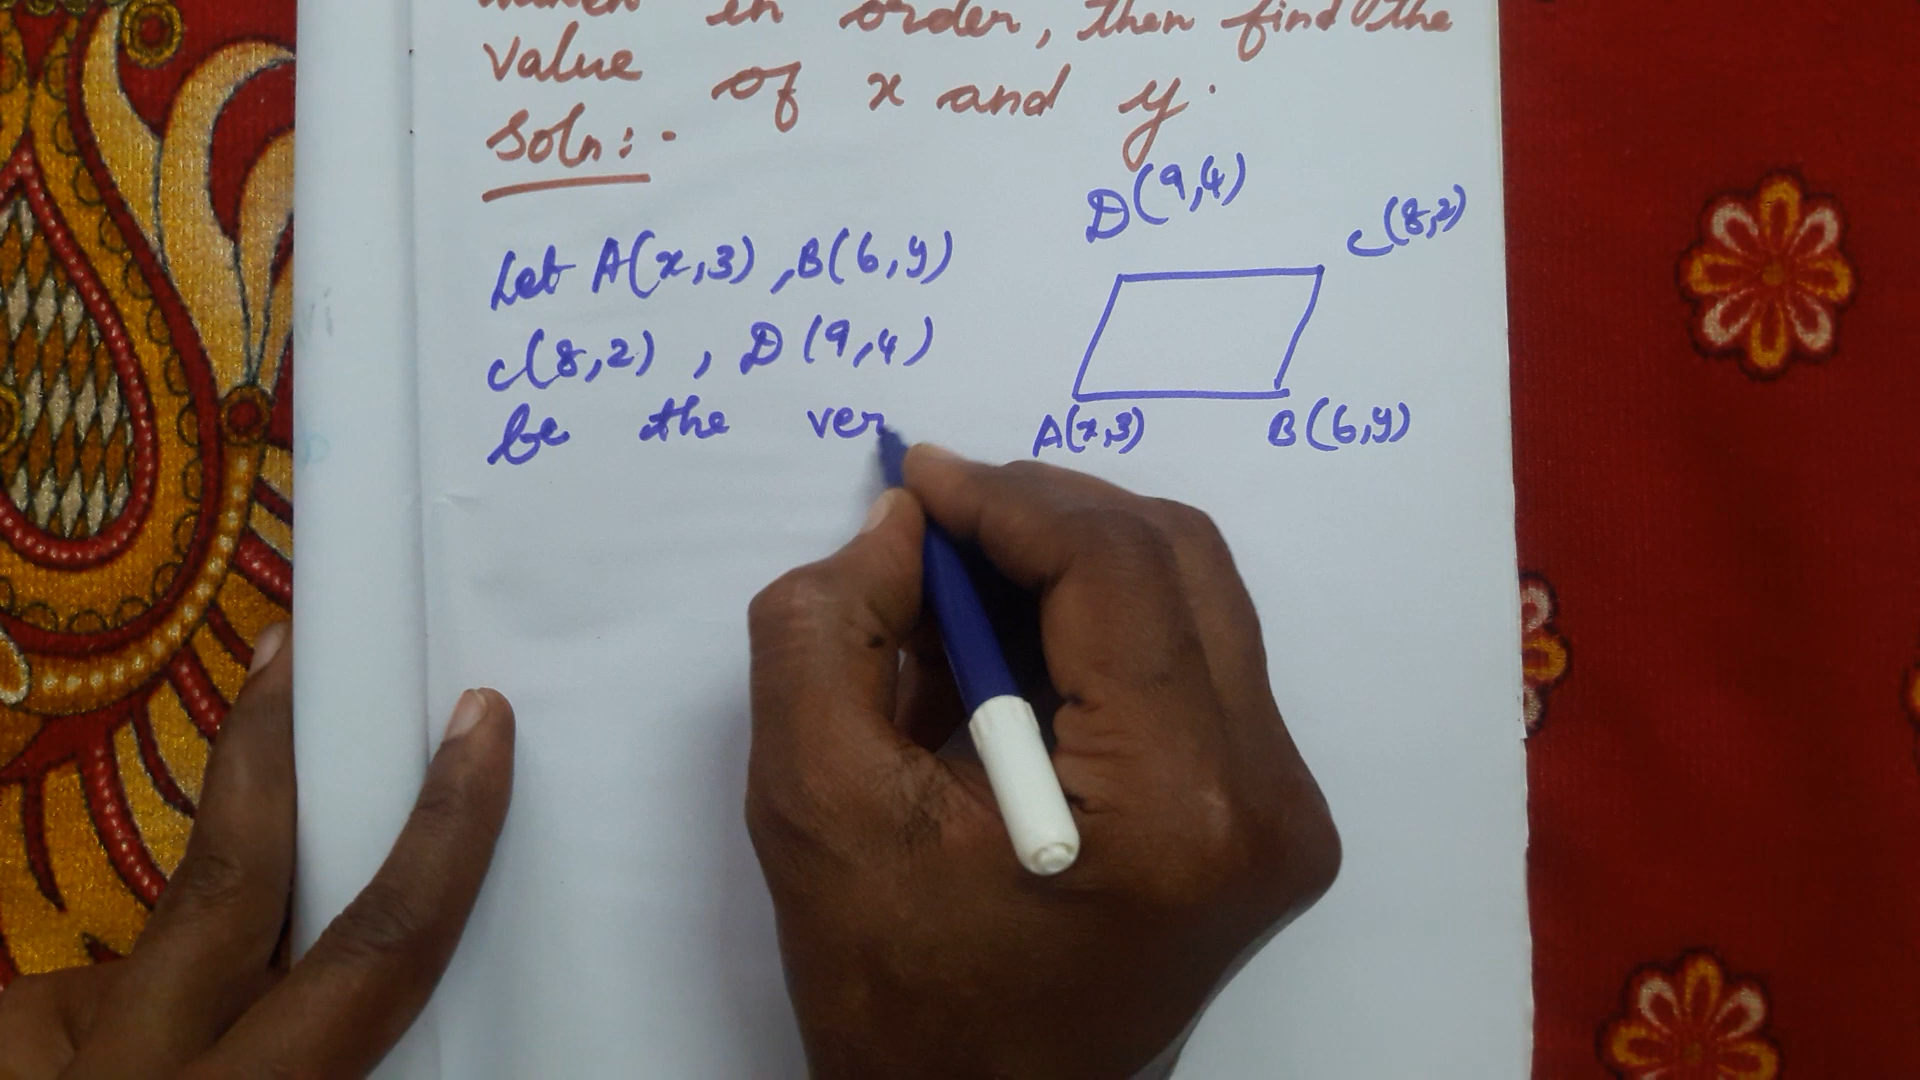 in order, then find the
value of x and y.
Soln:-
D(9,4)
C(8,2)
Let A(x,3), B(6,y)
C(8,2), D(9,4)
be the ver
A(x,3)
B(6,y)